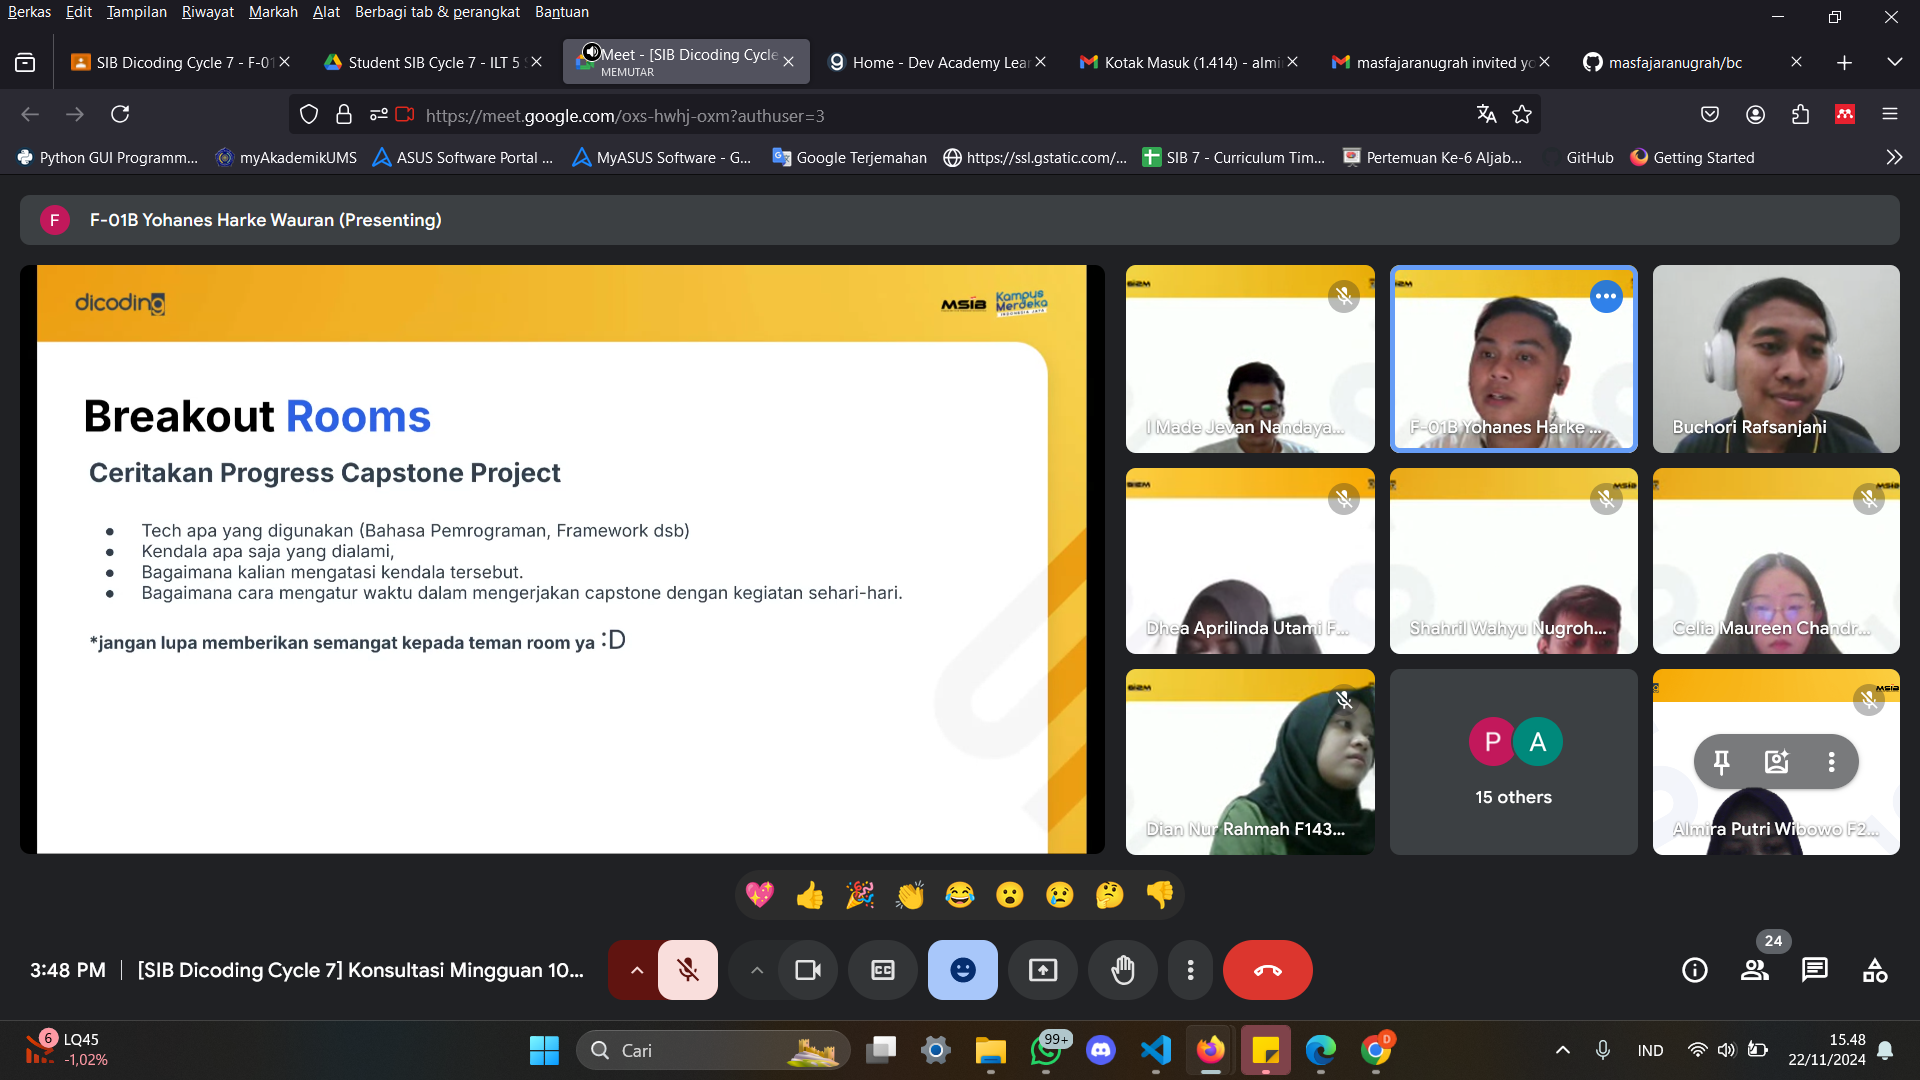 Berkas Edit Tampilan Riwayat Markah Alat Berbagi tab & perangkat Bantuan
SIB Dicoding Cycle 7 - F-01
Student SIB Cycle 7 - ILT 5
Meet - [SIB Dicoding Cycle
MEMUTAR
Home - Dev Academy Lear
Kotak Masuk (1.414) - almi
masfajaranugrah invited yo
masfajaranugrah/bc
https://meet.google.com/oxs-hwhj-oxm?authuser=3
Python GUI Programm...
myAkademikUMS
ASUS Software Portal ...
MyASUS Software - G...
Google Terjemahan
https://ssl.gstatic.com/...
SIB 7 - Curriculum Tim...
Pertemuan Ke-6 Aljab...
GitHub
Getting Started
F
F-01B Yohanes Harke Wauran (Presenting)
dicoding
MSIB
Kampus
Merdeka
INDONESIA JAYA
Breakout Rooms
Ceritakan Progress Capstone Project
● Tech apa yang digunakan (Bahasa Pemrograman, Framework dsb)
● Kendala apa saja yang dialami,
● Bagaimana kalian mengatasi kendala tersebut.
● Bagaimana cara mengatur waktu dalam mengerjakan capstone dengan kegiatan sehari-hari.
*jangan lupa memberikan semangat kepada teman room ya :D
I Made Jevan Nandaya...
F-01B Yohanes Harke ...
Buchori Rafsanjani
Dhea Aprilinda Utami F...
Shahril Wahyu Nugroh...
Celia Maureen Chandr...
Dian Nur Rahmah F143...
P A
15 others
Almira Putri Wibowo F2...
3:48 PM | [SIB Dicoding Cycle 7] Konsultasi Mingguan 10...
CC
24
6
LQ45
-1,02%
Cari
99+
D
IND
15.48
22/11/2024